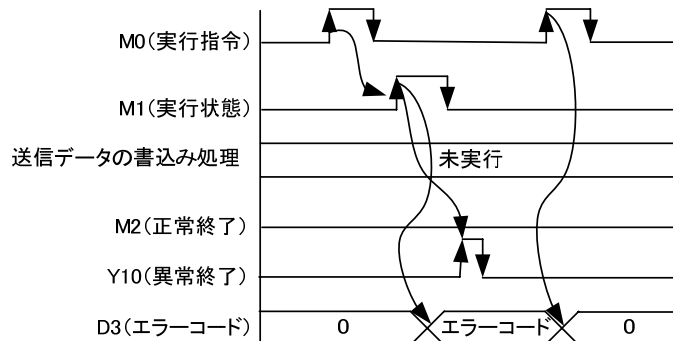 M0(実行指令)
M1(実行状態)
送信データの書込み処理 未実行
M2(正常終了)
Y10(異常終了)
D3(エラーコード) 0 エラーコード 0